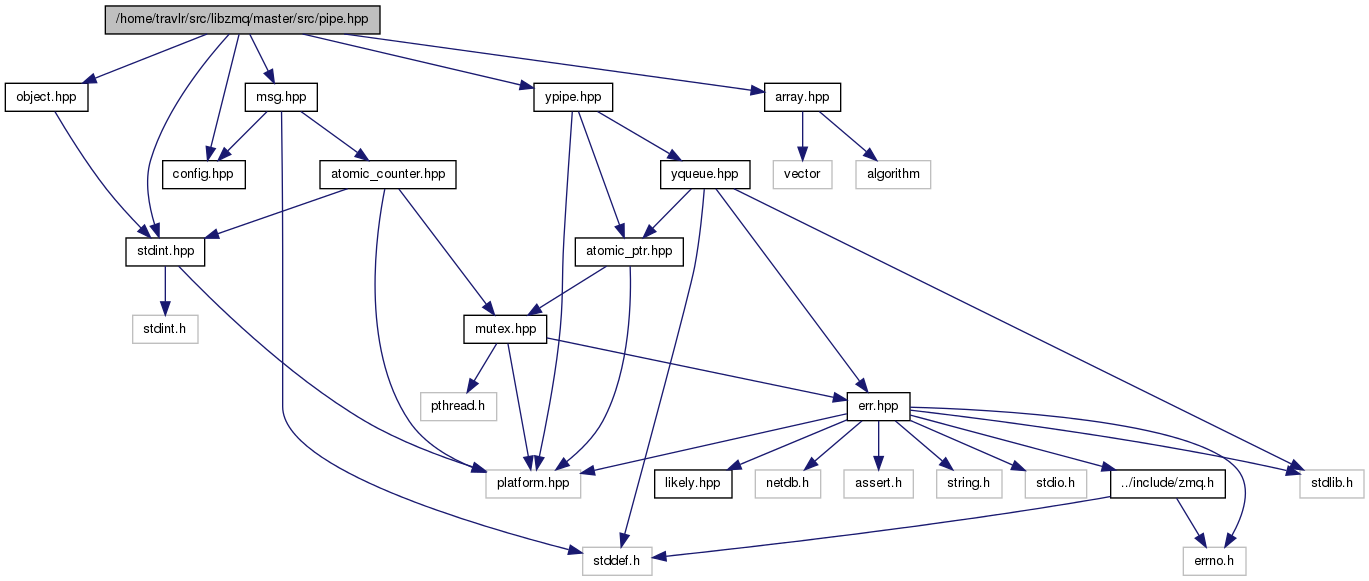 /home/travlr/src/libzmq/master/src/pipe.hpp
object.hpp
msg.hpp
ypipe.hpp
array.hpp
config.hpp
atomic_counter.hpp
yqueue.hpp
vector
algorithm
stdint.hpp
atomic_ptr.hpp
stdint.h
mutex.hpp
pthread.h
err.hpp
platform.hpp
likely.hpp
netdb.h
assert.h
string.h
stdio.h
../include/zmq.h
stdlib.h
stddef.h
errno.h